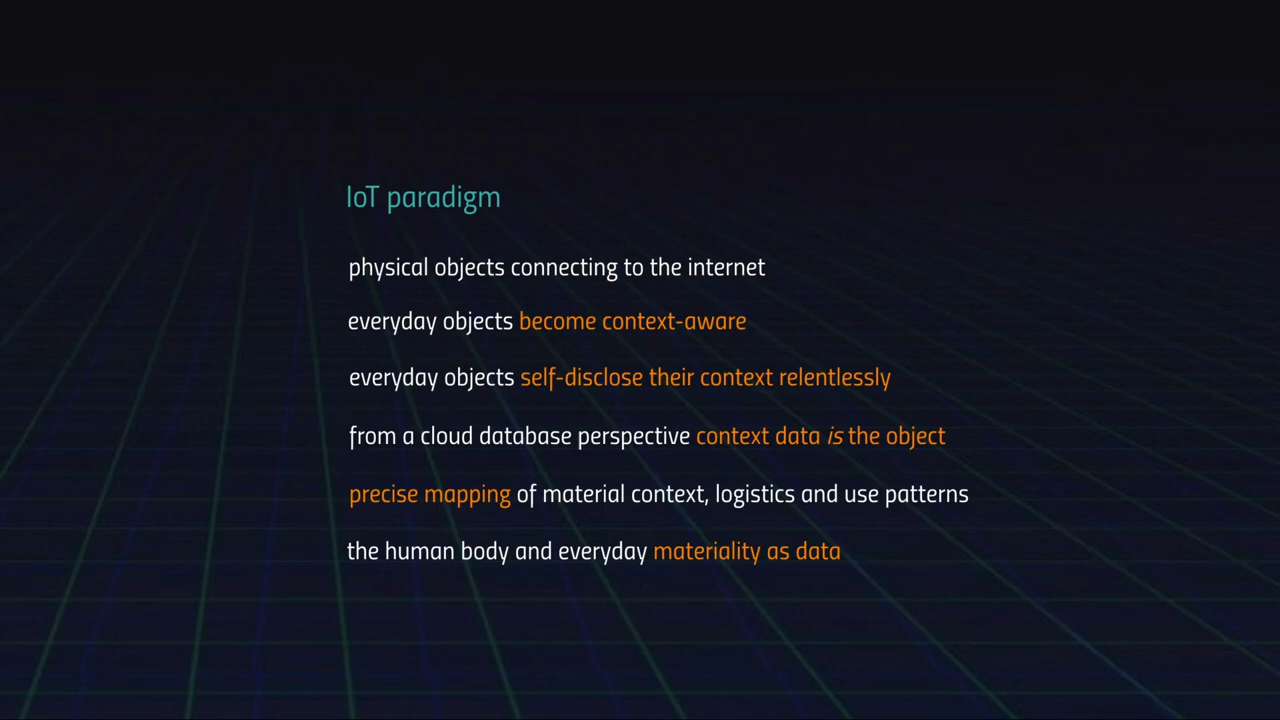 IoT paradigm
physical objects connecting to the internet
everyday objects become context-aware
everyday objects self-disclose their context relentlessly
from a cloud database perspective context data is the object
precise mapping of material context, logistics and use patterns
the human body and everyday materiality as data